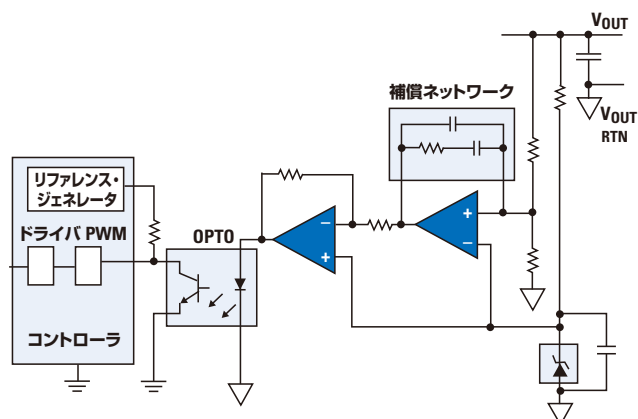 VOUT
補償ネットワーク
VOUT
RTN
リファレンス・
ジェネレータ
ドライバ PWM
OPTO
コントローラ
+
−
−
+